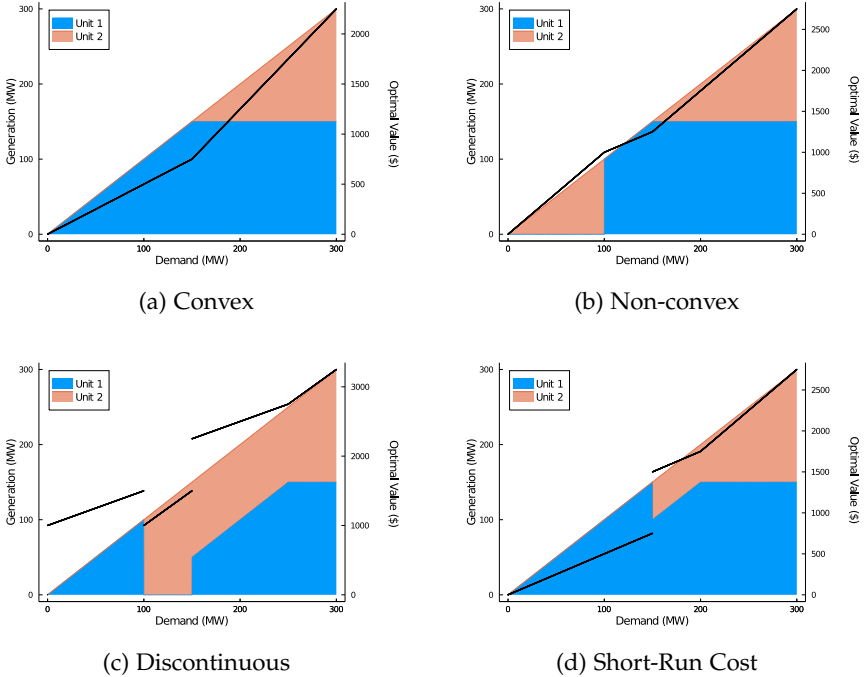 Unit 1
Unit 2
300
200
100
0
Generation (MW)
0
100
200
300
Demand (MW)
2000
1500
1000
500
0
Optimal Value ($)
(a) Convex
Unit 1
Unit 2
300
200
100
0
Generation (MW)
0
100
200
300
Demand (MW)
2500
2000
1500
1000
500
0
Optimal Value ($)
(b) Non-convex
Unit 1
Unit 2
300
200
100
0
Generation (MW)
0
100
200
300
Demand (MW)
3000
2000
1000
0
Optimal Value ($)
(c) Discontinuous
Unit 1
Unit 2
300
200
100
0
Generation (MW)
0
100
200
300
Demand (MW)
2500
2000
1500
1000
500
0
Optimal Value ($)
(d) Short-Run Cost